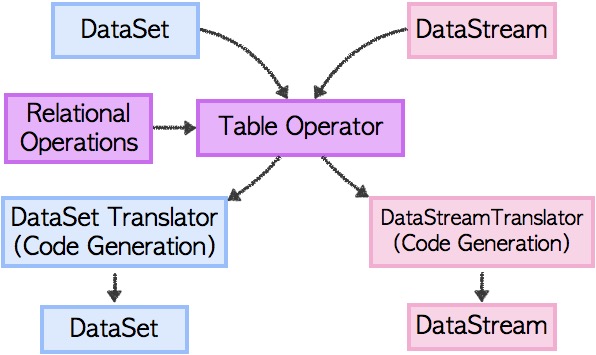 DataSet
DataStream
Relational
Operations
Table Operator
DataSet Translator
(Code Generation)
DataStreamTranslator
(Code Generation)
DataSet
DataStream